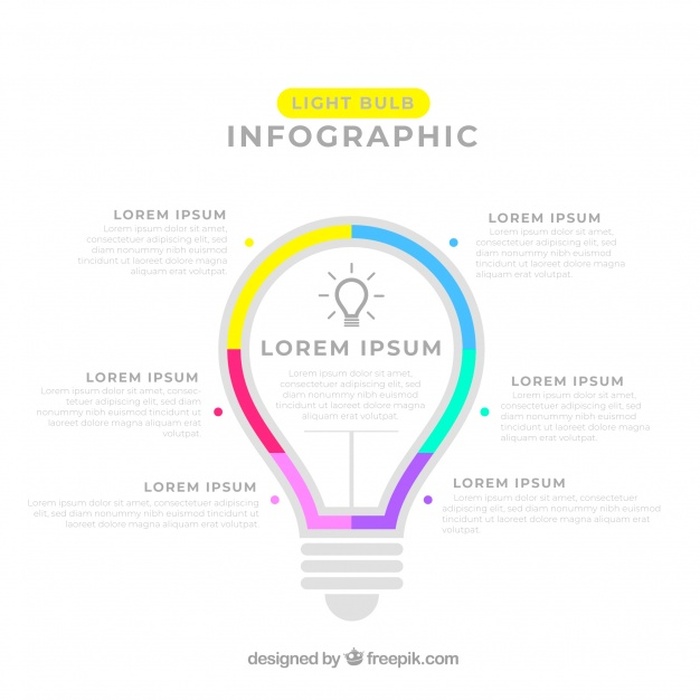 LIGHT BULB
INFOGRAPHIC
LOREM IPSUM
Lorem ipsum dolor sit amet,
consectetuer adipiscing elit, sed
diam nonummy nibh euismod
tincidunt ut laoreet dolore magna
aliquam erat volutpat
LOREM IPSUM
Lorem ipsum dolor sit amet,
consectetuer adipiscing elit, sed
diam nonummy nibh euismod
tincidunt ut laoreet dolore magna
aliquam erat volutpat.
LOREM IPSUM
Lorem ipsum dolor sit amet,
consectetuer adipiscing elit, sed
diam nonummy nibh euismod
tincidunt ut laoreet dolore magna
aliquam erat volutpat.
LOREM IPSUM
Lorem ipsum dolor sit amet, consec-
tetuer adipiscing elit, sed diam
nonummy nibh euismod tincidunt ut
laoreet dolore magna aliquam erat
volutpat.
LOREM IPSUM
Lorem ipsum dolor sit amet,
consectetuer adipiscing elit, sed
diam nonummy nibh euismod
tincidunt ut laoreet dolore magna
aliquam erat volutpat.
LOREM IPSUM
Lorem ipsum dolor sit amet, consectetuer adipiscing
elit, sed diam nonummy nibh euismod tincidunt ut
laoreet dolore magna aliquam erat volutpat.
LOREM IPSUM
Lorem ipsum dolor sit amet, consectetuer
adipiscing elit, sed diam nonummy nibh euismod
tincidunt ut laoreet dolore magna aliquam erat
volutpat.
designed by freepik.com